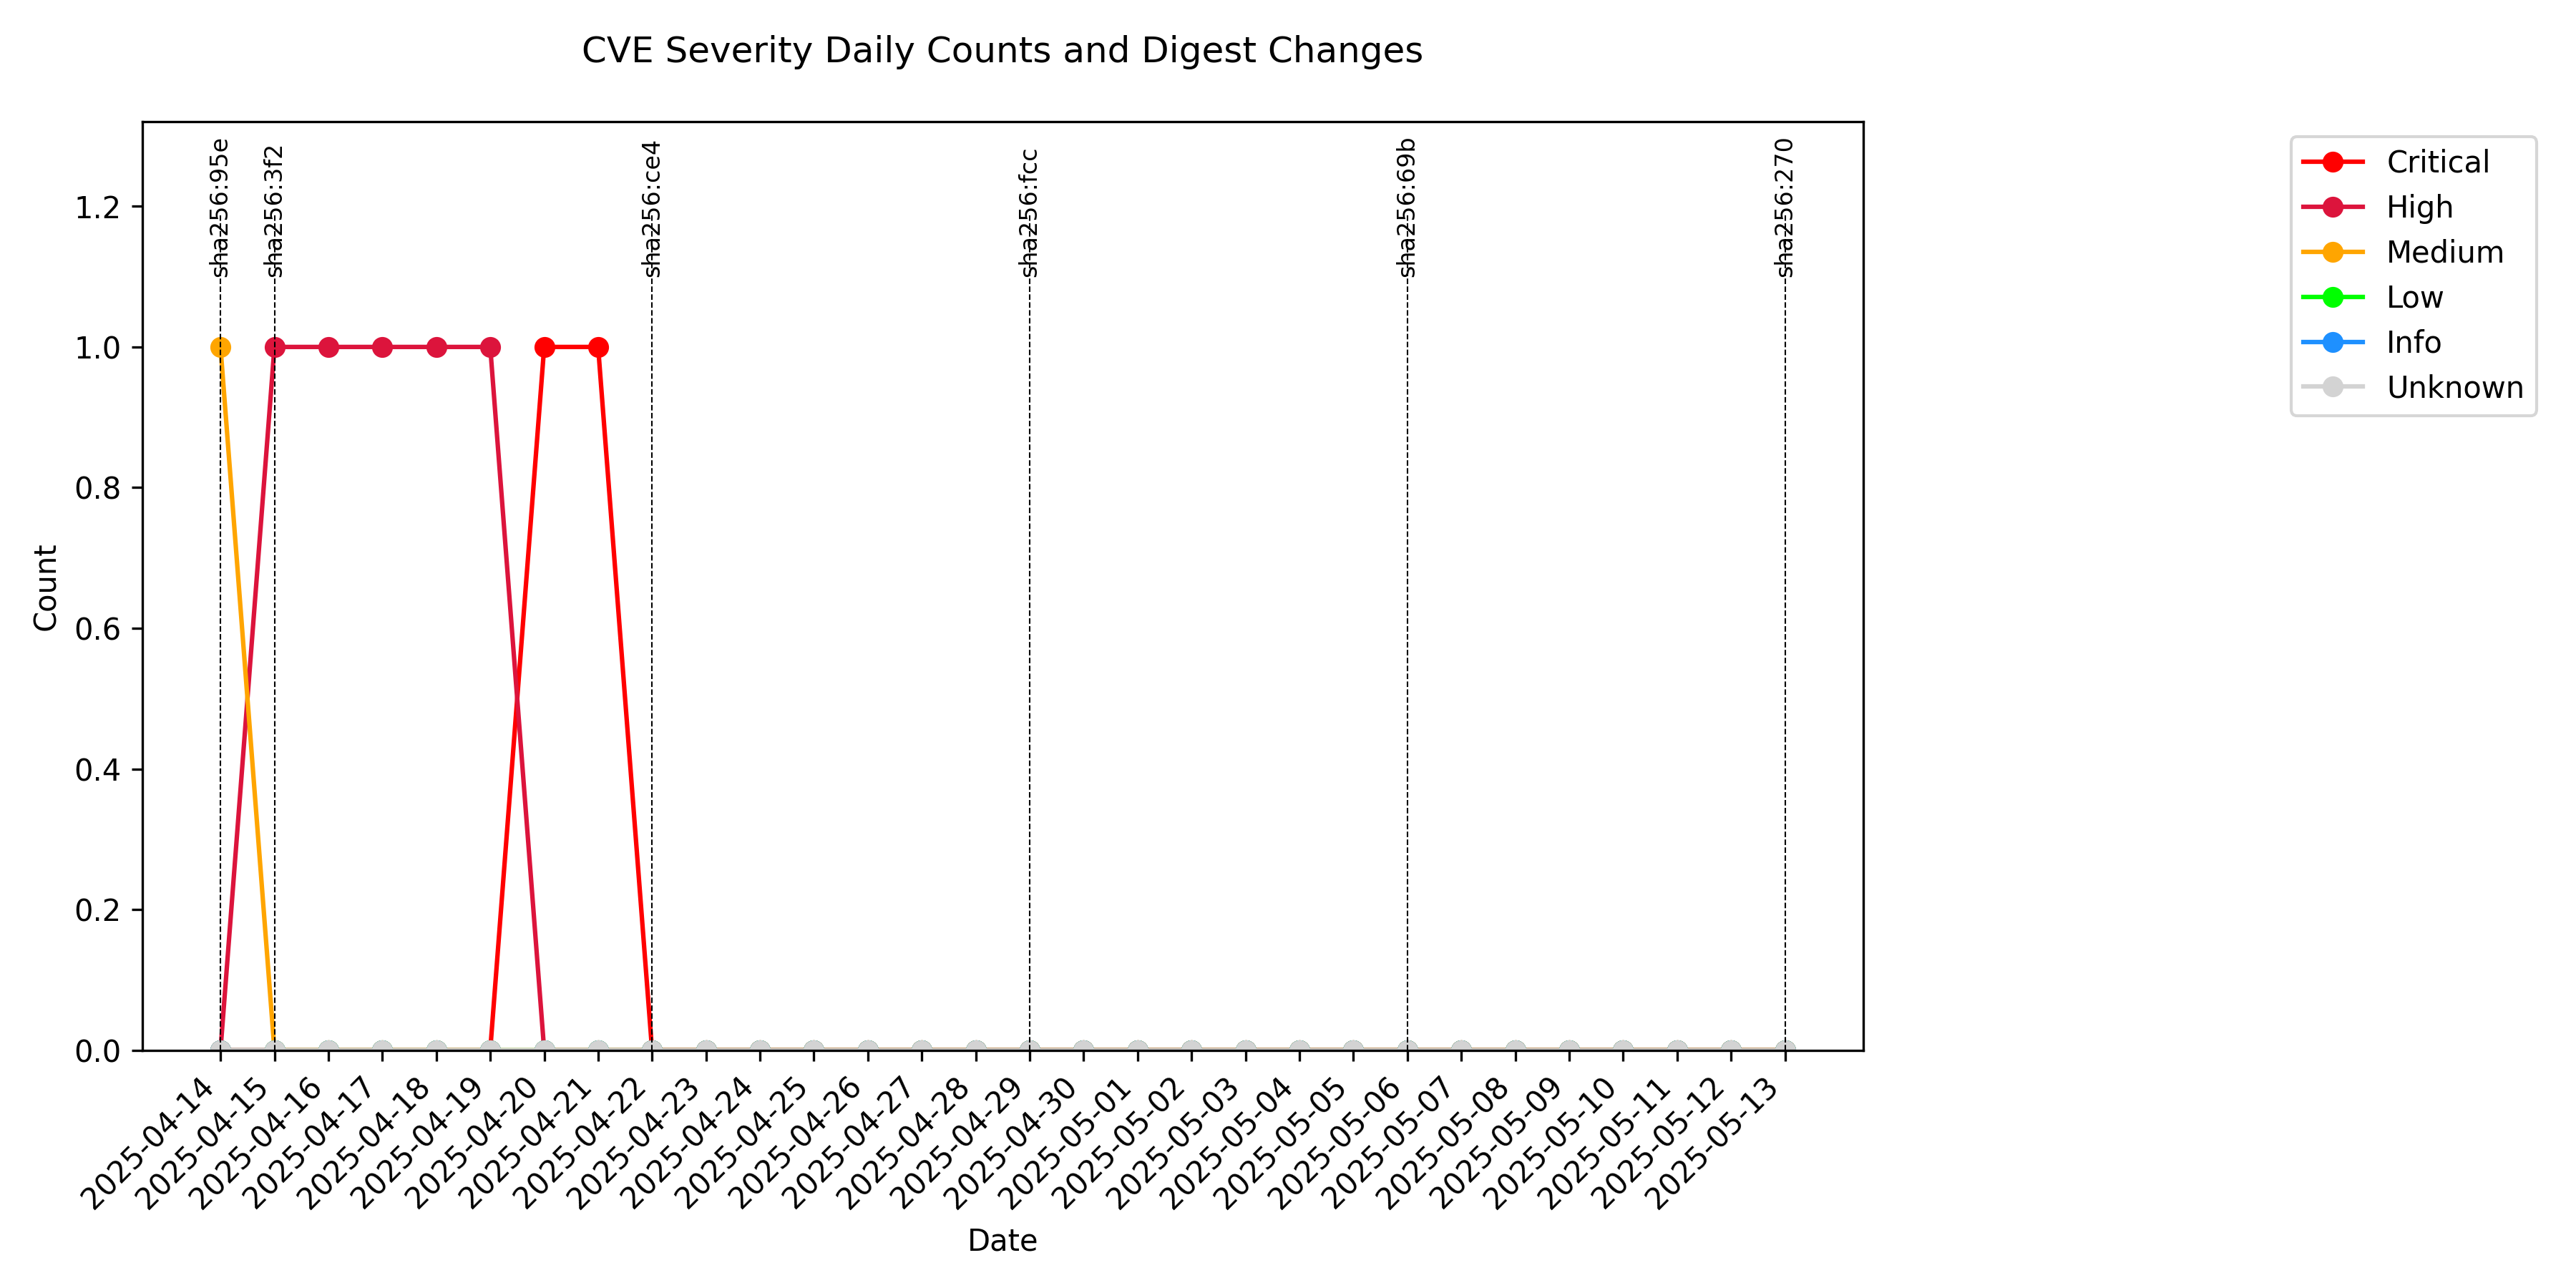 CVE Severity Daily Counts and Digest Changes
sha256:95e
sha256:3f2
sha256:ce4
sha256:fcc
sha256:69b
sha256:270
Critical
High
Medium
Low
Info
Unknown
Count
1.2
1.0
0.8
0.6
0.4
0.2
0.0
2025-04-14
2025-04-15
2025-04-16
2025-04-17
2025-04-18
2025-04-19
2025-04-20
2025-04-21
2025-04-22
2025-04-23
2025-04-24
2025-04-25
2025-04-26
2025-04-27
2025-04-28
2025-04-29
2025-04-30
2025-05-01
2025-05-02
2025-05-03
2025-05-04
2025-05-05
2025-05-06
2025-05-07
2025-05-08
2025-05-09
2025-05-10
2025-05-11
2025-05-12
2025-05-13
Date